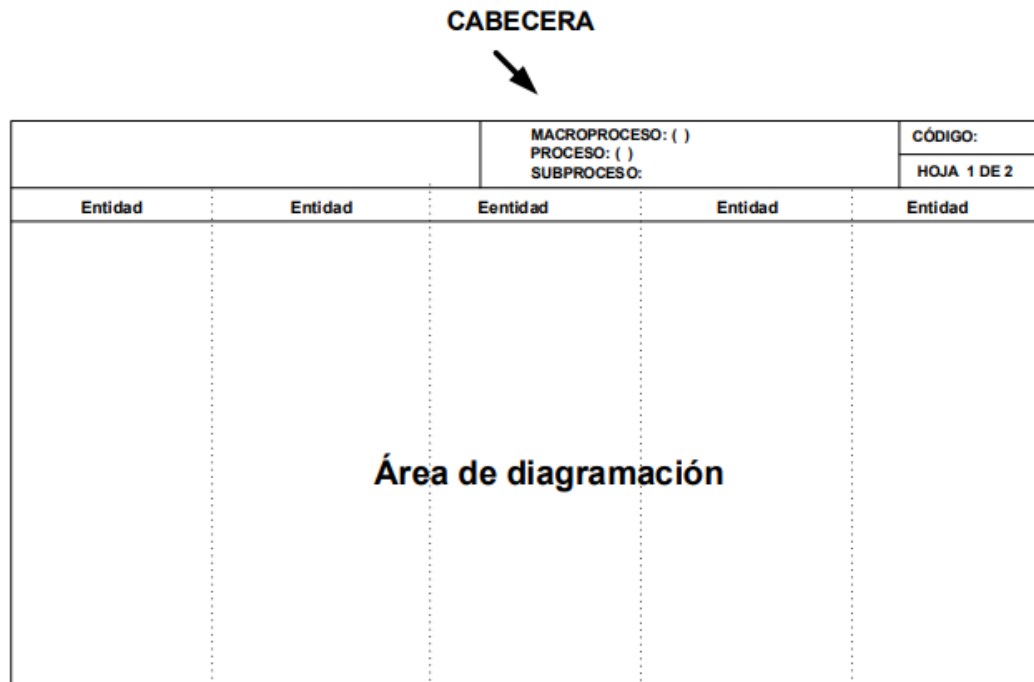 CABECERA
MACROPROCESO: ( )
PROCESO: ( )
SUBPROCESO:
CÓDIGO:
HOJA 1 DE 2
Entidad Entidad Eentidad Entidad Entidad
Área de diagramación